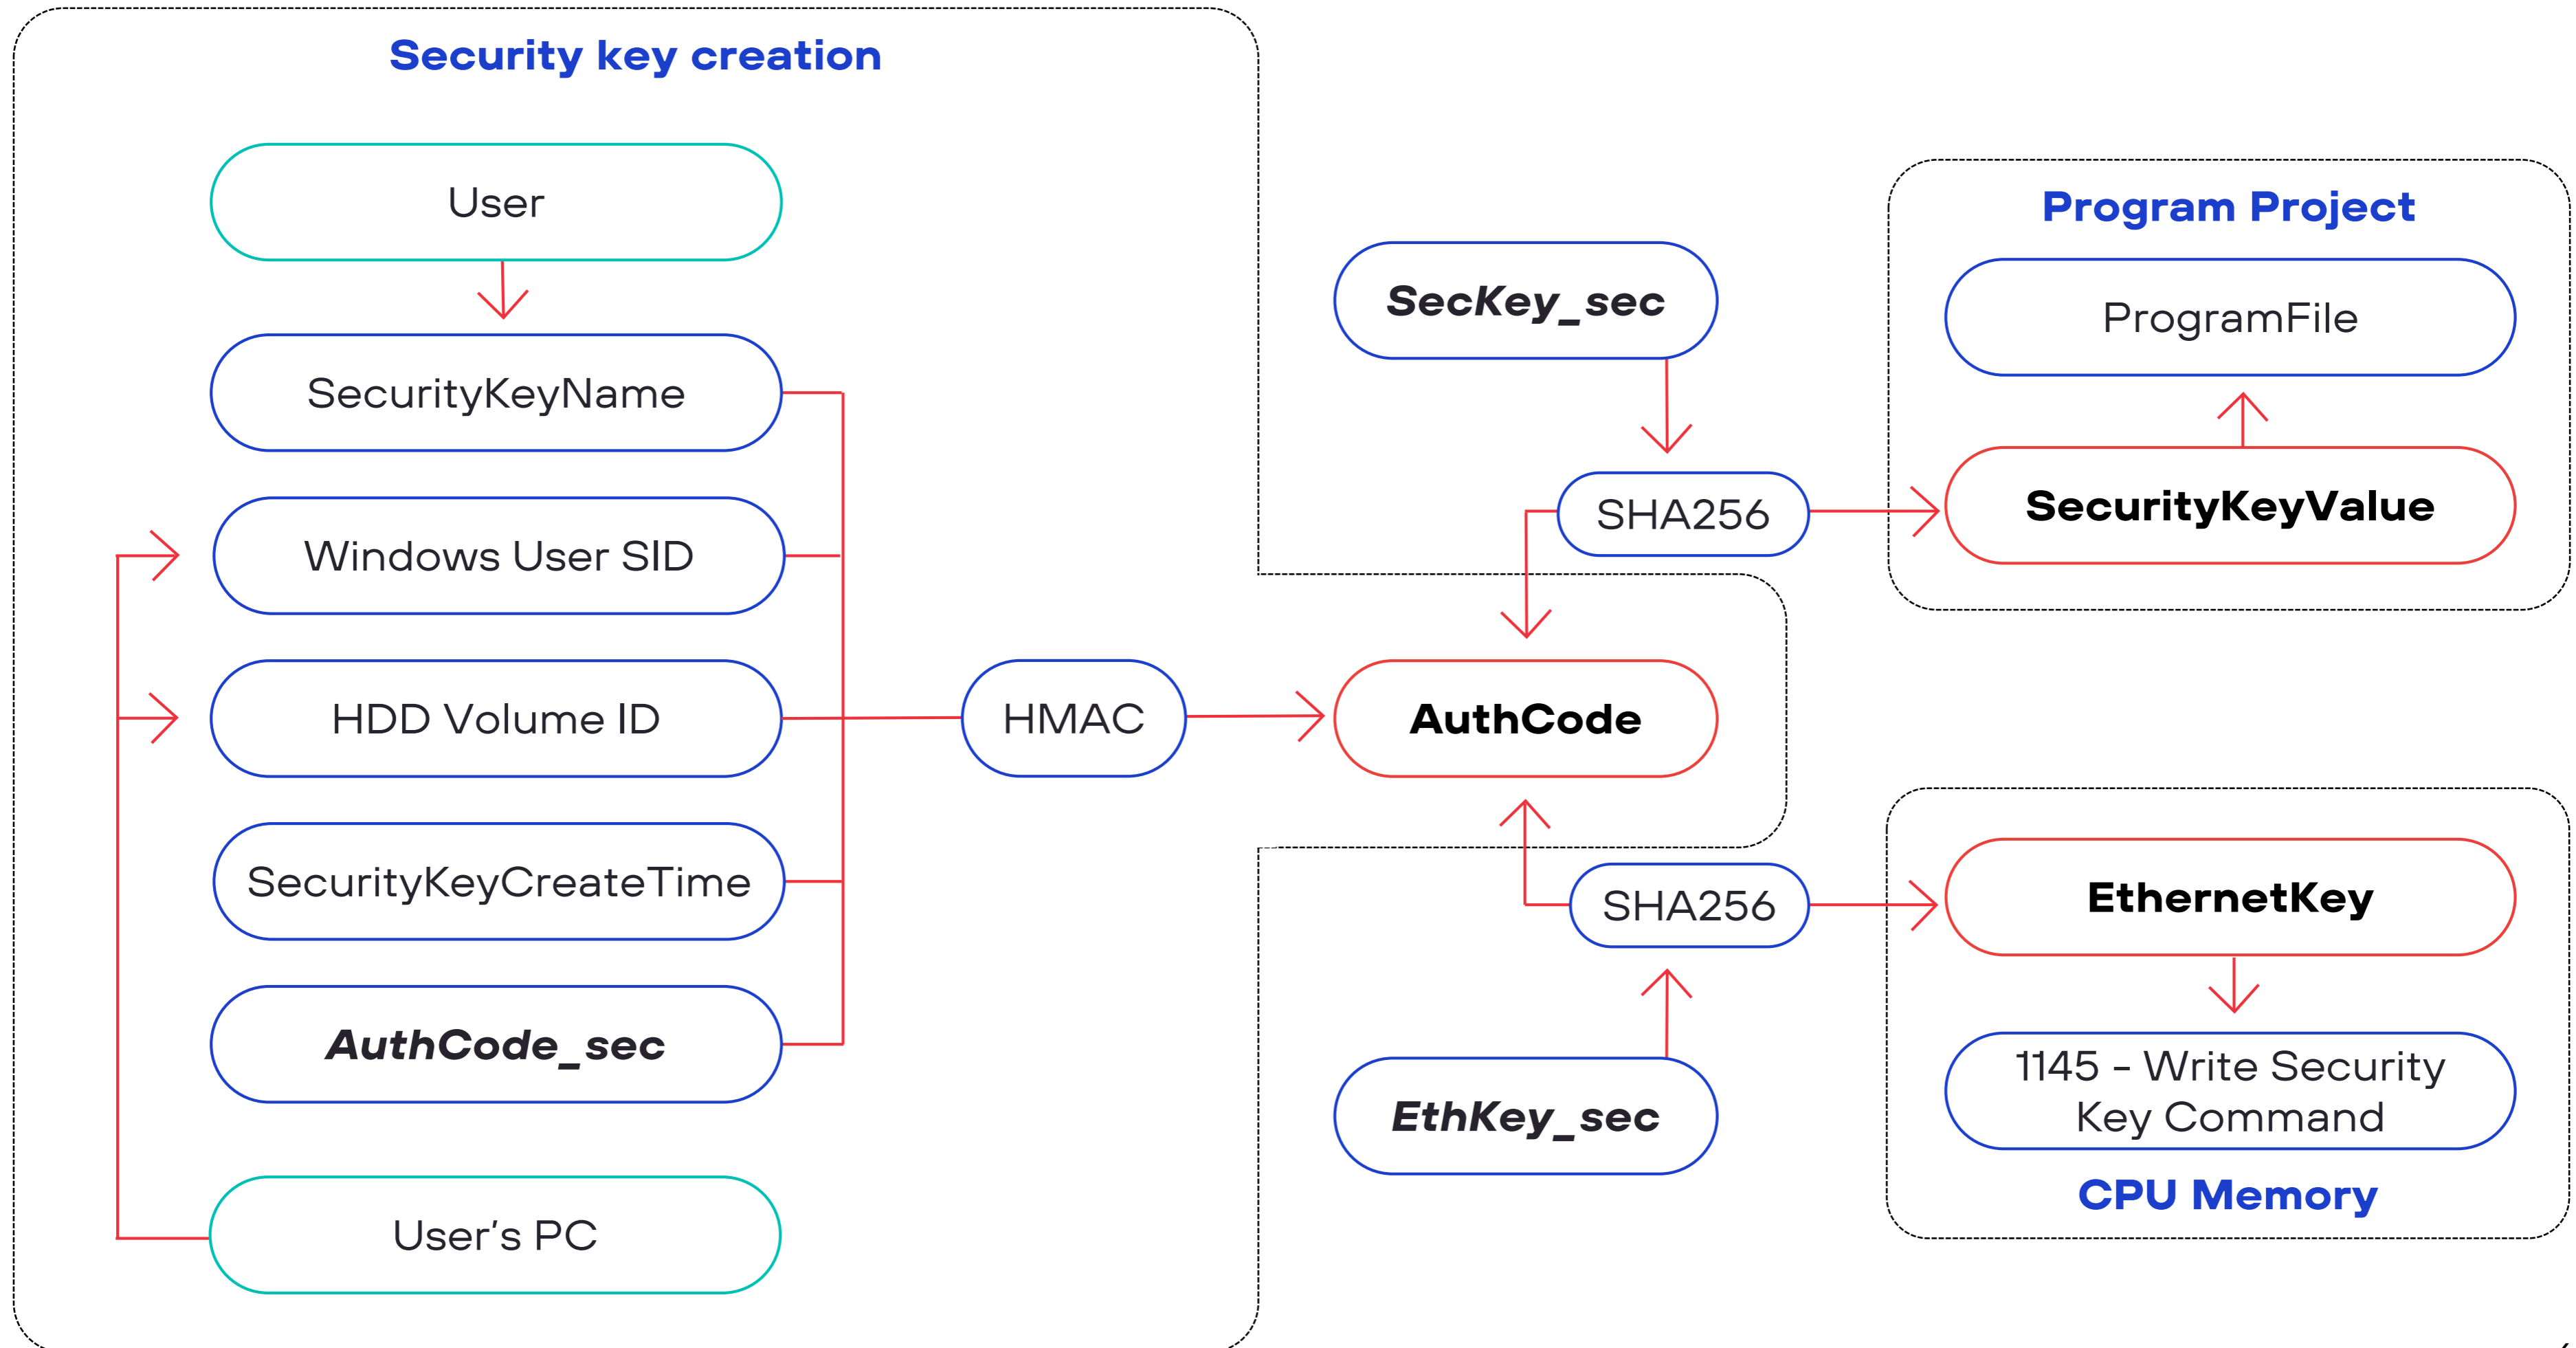 Security key creation
User
SecurityKeyName
Windows User SID
HDD Volume ID
SecurityKeyCreateTime
AuthCode_sec
User’s PC
HMAC
SecKey_sec
SHA256
AuthCode
SHA256
EthKey_sec
Program Project
ProgramFile
SecurityKeyValue
EthernetKey
1145 - Write Security
Key Command
CPU Memory